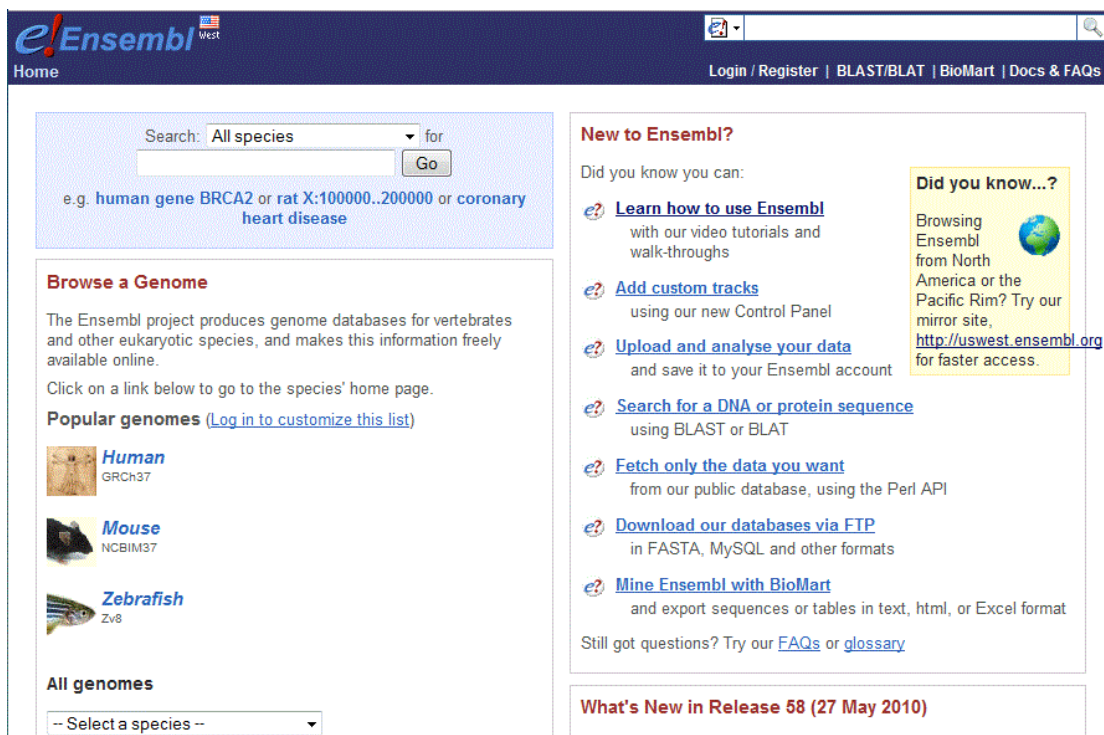 e!Ensembl West
Home
Login / Register | BLAST/BLAT | BioMart | Docs & FAQs
Search: All species for
Go
e.g. human gene BRCA2 or rat X:100000..200000 or coronary
heart disease
Browse a Genome
The Ensembl project produces genome databases for vertebrates
and other eukaryotic species, and makes this information freely
available online.
Click on a link below to go to the species' home page.
Popular genomes (Log in to customize this list)
Human
GRCh37
Mouse
NCBIM37
Zebrafish
Zv8
All genomes
-- Select a species --
New to Ensembl?
Did you know you can:
e? Learn how to use Ensembl
with our video tutorials and
walk-throughs
e? Add custom tracks
using our new Control Panel
e? Upload and analyse your data
and save it to your Ensembl account
e? Search for a DNA or protein sequence
using BLAST or BLAT
e? Fetch only the data you want
from our public database, using the Perl API
e? Download our databases via FTP
in FASTA, MySQL and other formats
e? Mine Ensembl with BioMart
and export sequences or tables in text, html, or Excel format
Still got questions? Try our FAQs or glossary
Did you know...?
Browsing
Ensembl
from North
America or the
Pacific Rim? Try our
mirror site,
http://uswest.ensembl.org
for faster access.
What's New in Release 58 (27 May 2010)